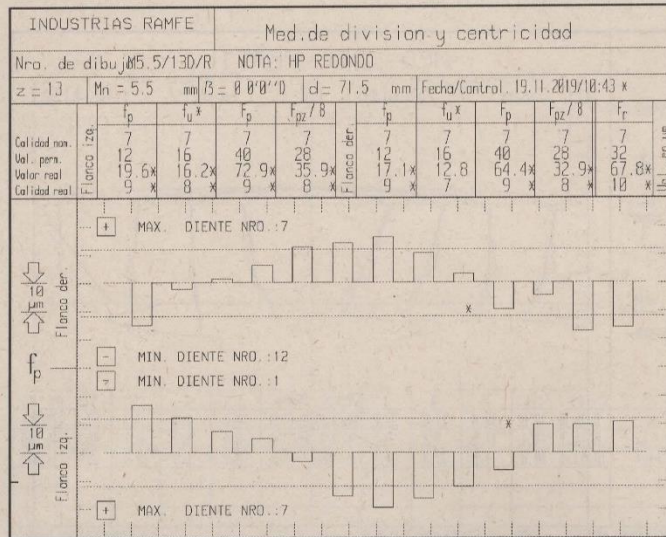 INDUSTRIAS RAMFE Med.de division y centricidad
Nro. de dibujM5.5/13D/R NOTA: HP REDONDO
z = 13 Mn = 5.5 mm β = 0 0'0''D d = 71.5 mm Fecha/Control. 19.11.2019/10:43 *
fp fu* Fp Fpz/8 fp fu* Fp Fpz/8 Fr
Calidad nom. 7 7 7 7 7 7 7 7 7
Val. perm. 12 16 40 28 12 16 40 28 32
Valor real 19.6* 16.2* 72.9* 35.9* 17.1* 12.8 64.4* 32.9* 67.8*
Calidad real 9 * 8 * 9 * 8 * 9 * 7 9 * 8 * 10 *
Flanco izq.
Flanco der.
+ MAX. DIENTE NRO.:7
10
µm
Flanco der.
*
- MIN. DIENTE NRO.:12
fp
- MIN. DIENTE NRO.:1
10
µm
Flanco izq.
*
+ MAX. DIENTE NRO.:7